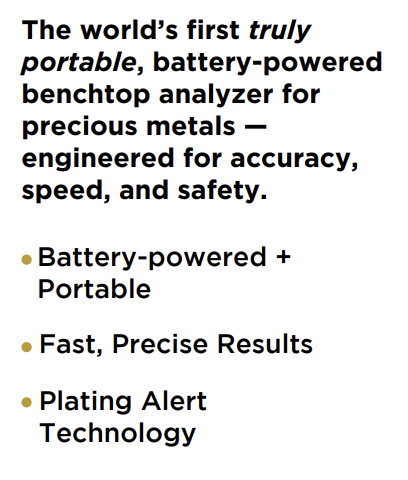 The world’s first truly
portable, battery-powered
benchtop analyzer for
precious metals —
engineered for accuracy,
speed, and safety.
• Battery-powered +
Portable
• Fast, Precise Results
• Plating Alert
Technology